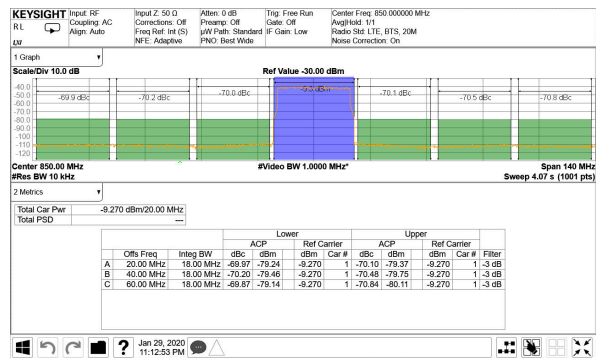 KEYSIGHT Input: RF Input Z: 50 Ω Atten: 0 dB Trig: Free Run Center Freq: 850.000000 MHz
RL Coupling: AC Corrections: Off Preamp: Off Gate: Off Avg|Hold: 1/1
Align: Auto Freq Ref: Int (S) µW Path: Standard IF Gain: Low Radio Std: LTE, BTS, 20M
LXI NFE: Adaptive PNO: Best Wide Noise Correction: On
1 Graph
Scale/Div 10.0 dB Ref Value -30.00 dBm
-40.0
-50.0
-60.0
-70.0
-80.0
-90.0
-100
-110
-120
-69.9 dBc -70.2 dBc -70.0 dBc -70.1 dBc -70.5 dBc -70.8 dBc
Center 850.00 MHz #Video BW 1.0000 MHz* Span 140 MHz
#Res BW 10 kHz Sweep 4.07 s (1001 pts)
2 Metrics
Total Car Pwr -9.270 dBm/20.00 MHz
Total PSD ---
Lower Upper
ACP Ref Carrier ACP Ref Carrier
Offs Freq Integ BW dBc dBm dBm Car # dBc dBm dBm Car # Filter
A 20.00 MHz 18.00 MHz -69.97 -79.24 -9.270 1 -70.10 -79.37 -9.270 1 -3 dB
B 40.00 MHz 18.00 MHz -70.20 -79.46 -9.270 1 -70.48 -79.75 -9.270 1 -3 dB
C 60.00 MHz 18.00 MHz -69.87 -79.14 -9.270 1 -70.84 -80.11 -9.270 1 -3 dB
? Jan 29, 2020
11:12:53 PM